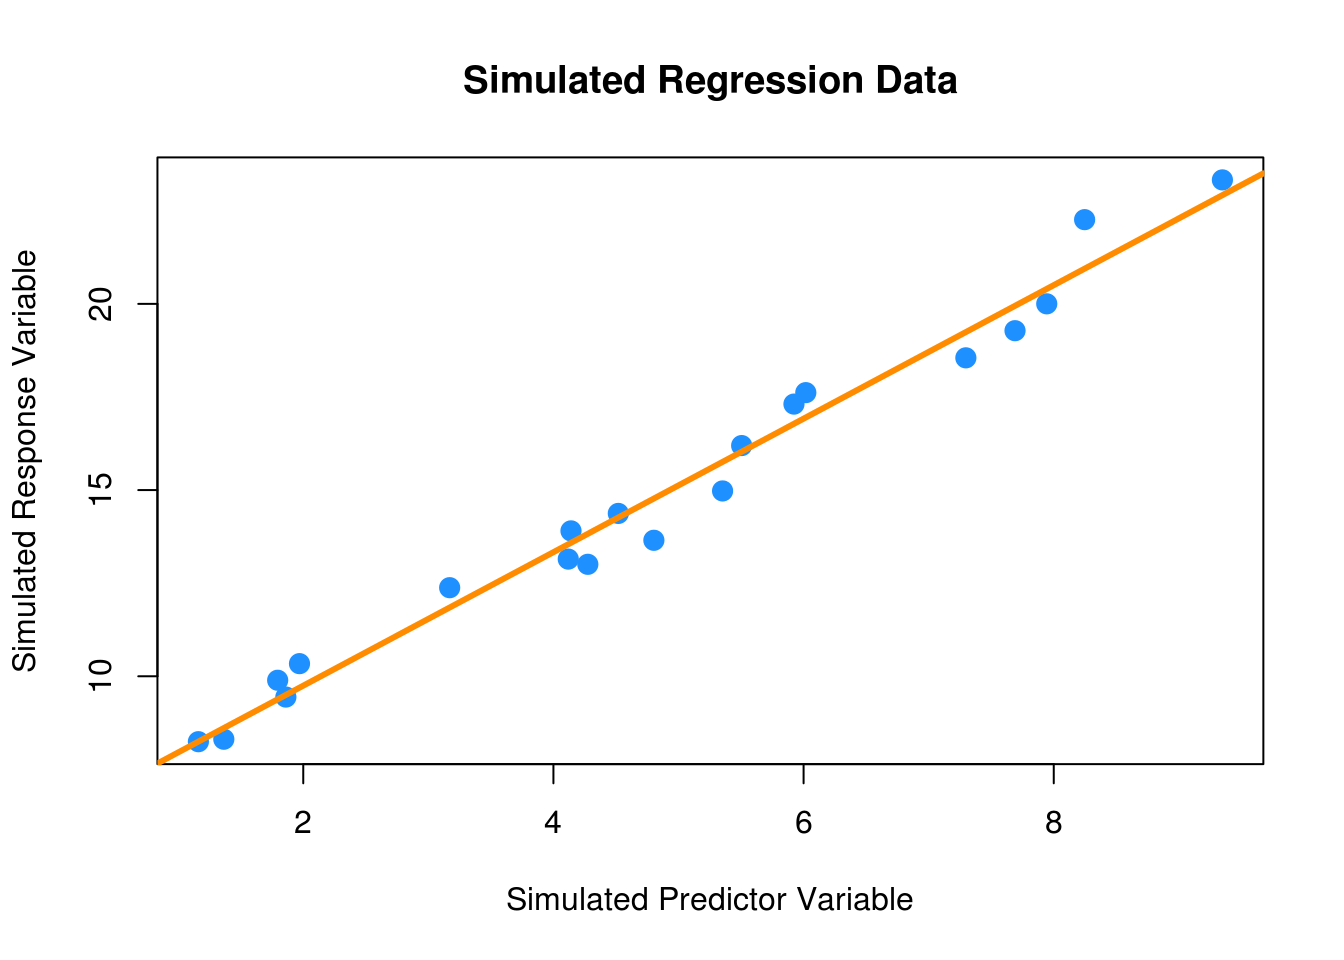 Simulated Regression Data
Simulated Response Variable
20
15
10
2 4 6 8
Simulated Predictor Variable